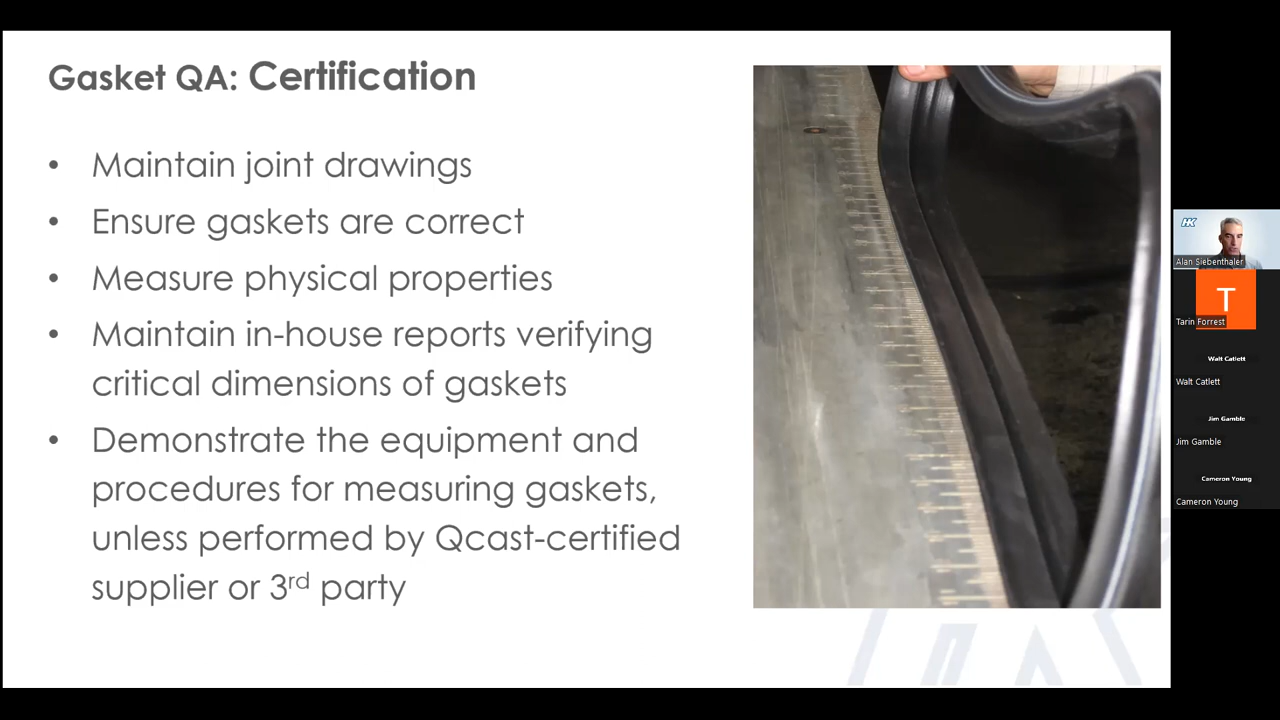 Gasket QA: Certification
• Maintain joint drawings
• Ensure gaskets are correct
• Measure physical properties
• Maintain in-house reports verifying
critical dimensions of gaskets
• Demonstrate the equipment and
procedures for measuring gaskets,
unless performed by Qcast-certified
supplier or 3rd party
HK
Alan Siebenthaler
T
Tarin Forrest
Walt Catlett
Walt Catlett
Jim Gamble
Jim Gamble
Cameron Young
Cameron Young